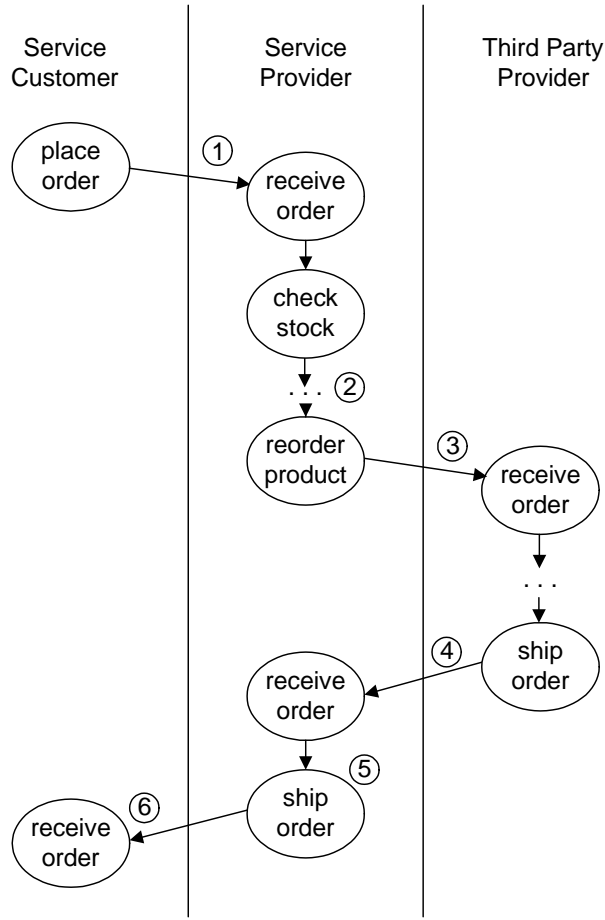 Service
Customer
Service
Provider
Third Party
Provider
place
order
1
receive
order
check
stock
. . .
2
reorder
product
3
receive
order
. . .
ship
order
4
receive
order
5
ship
order
6
receive
order